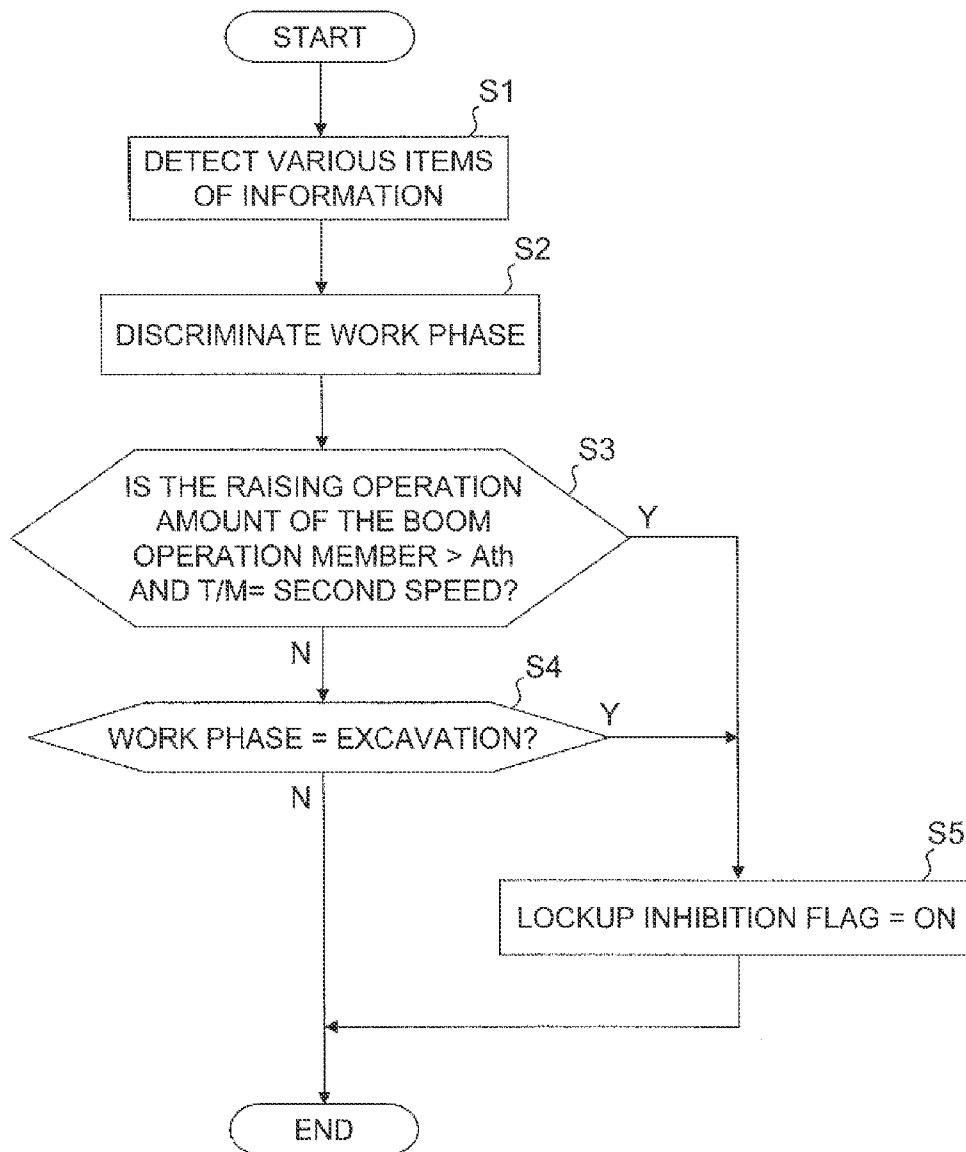 START
S1
DETECT VARIOUS ITEMS
OF INFORMATION
S2
DISCRIMINATE WORK PHASE
S3
IS THE RAISING OPERATION
AMOUNT OF THE BOOM
OPERATION MEMBER > Ath
AND T/M= SECOND SPEED?
Y
N
S4
WORK PHASE = EXCAVATION?
Y
N
S5
LOCKUP INHIBITION FLAG = ON
END